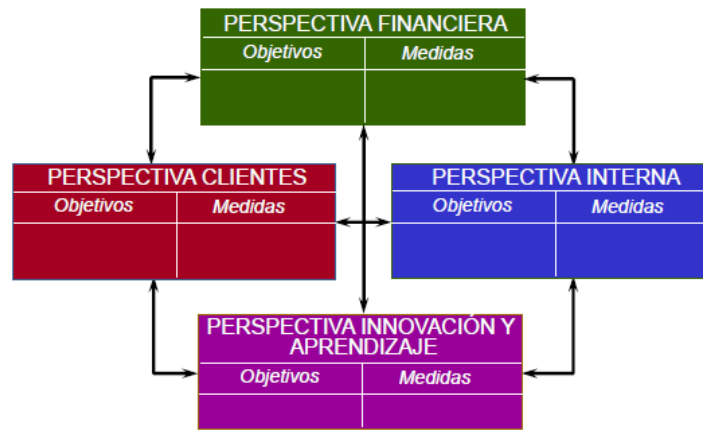 PERSPECTIVA FINANCIERA
Objetivos Medidas
PERSPECTIVA CLIENTES
Objetivos Medidas
PERSPECTIVA INTERNA
Objetivos Medidas
PERSPECTIVA INNOVACIÓN Y
APRENDIZAJE
Objetivos Medidas